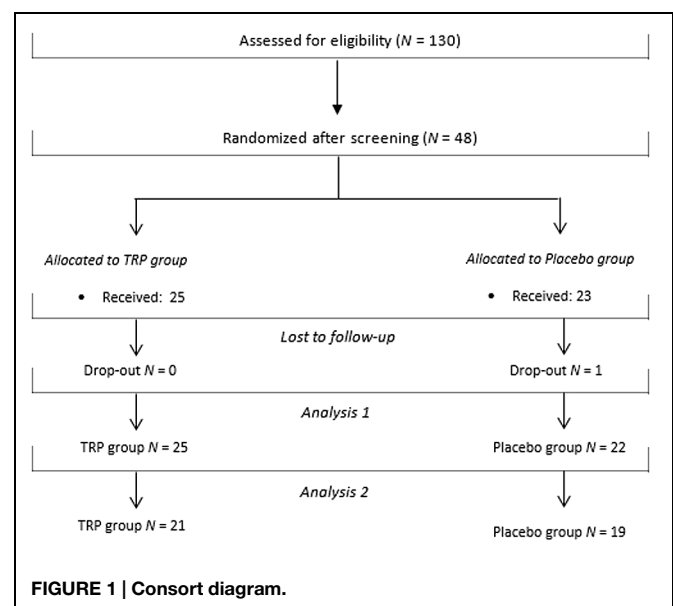 Assessed for eligibility (N = 130)
Randomized after screening (N = 48)
Allocated to TRP group
Allocated to Placebo group
• Received: 25
• Received: 23
Lost to follow-up
Drop-out N = 0
Drop-out N = 1
Analysis 1
TRP group N = 25
Placebo group N = 22
Analysis 2
TRP group N = 21
Placebo group N = 19
FIGURE 1 | Consort diagram.